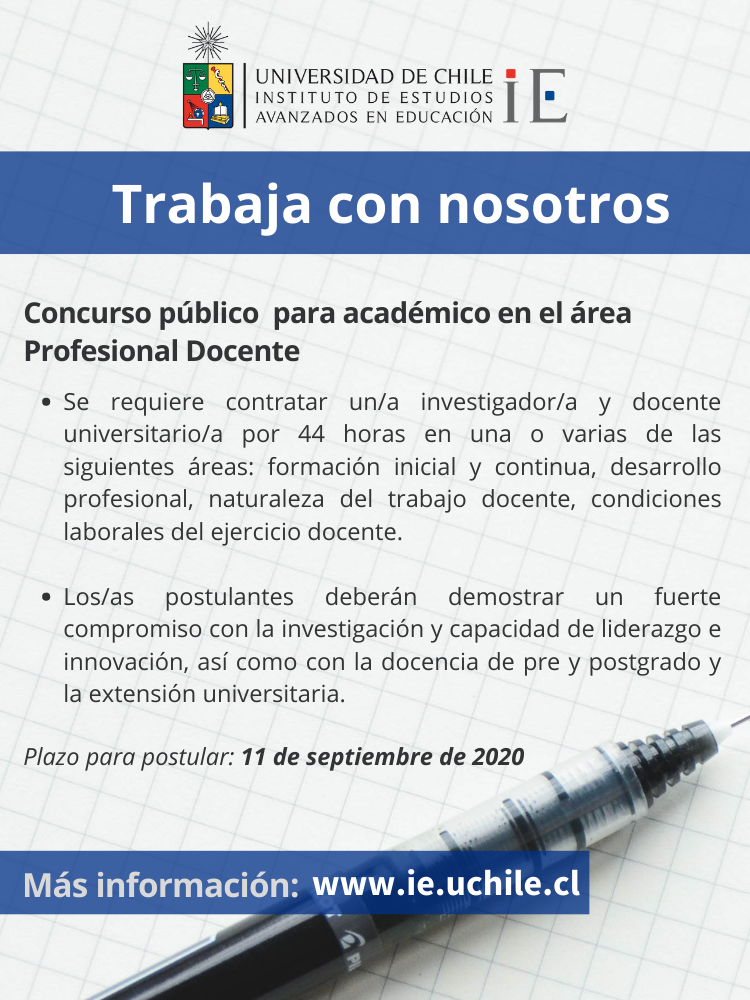 UNIVERSIDAD DE CHILE
INSTITUTO DE ESTUDIOS
AVANZADOS EN EDUCACIÓN
iE
Trabaja con nosotros
Concurso público para académico en el área
Profesional Docente
• Se requiere contratar un/a investigador/a y docente
universitario/a por 44 horas en una o varias de las
siguientes áreas: formación inicial y continua, desarrollo
profesional, naturaleza del trabajo docente, condiciones
laborales del ejercicio docente.
• Los/as postulantes deberán demostrar un fuerte
compromiso con la investigación y capacidad de liderazgo e
innovación, así como con la docencia de pre y postgrado y
la extensión universitaria.
Plazo para postular: 11 de septiembre de 2020
Más información: www.ie.uchile.cl